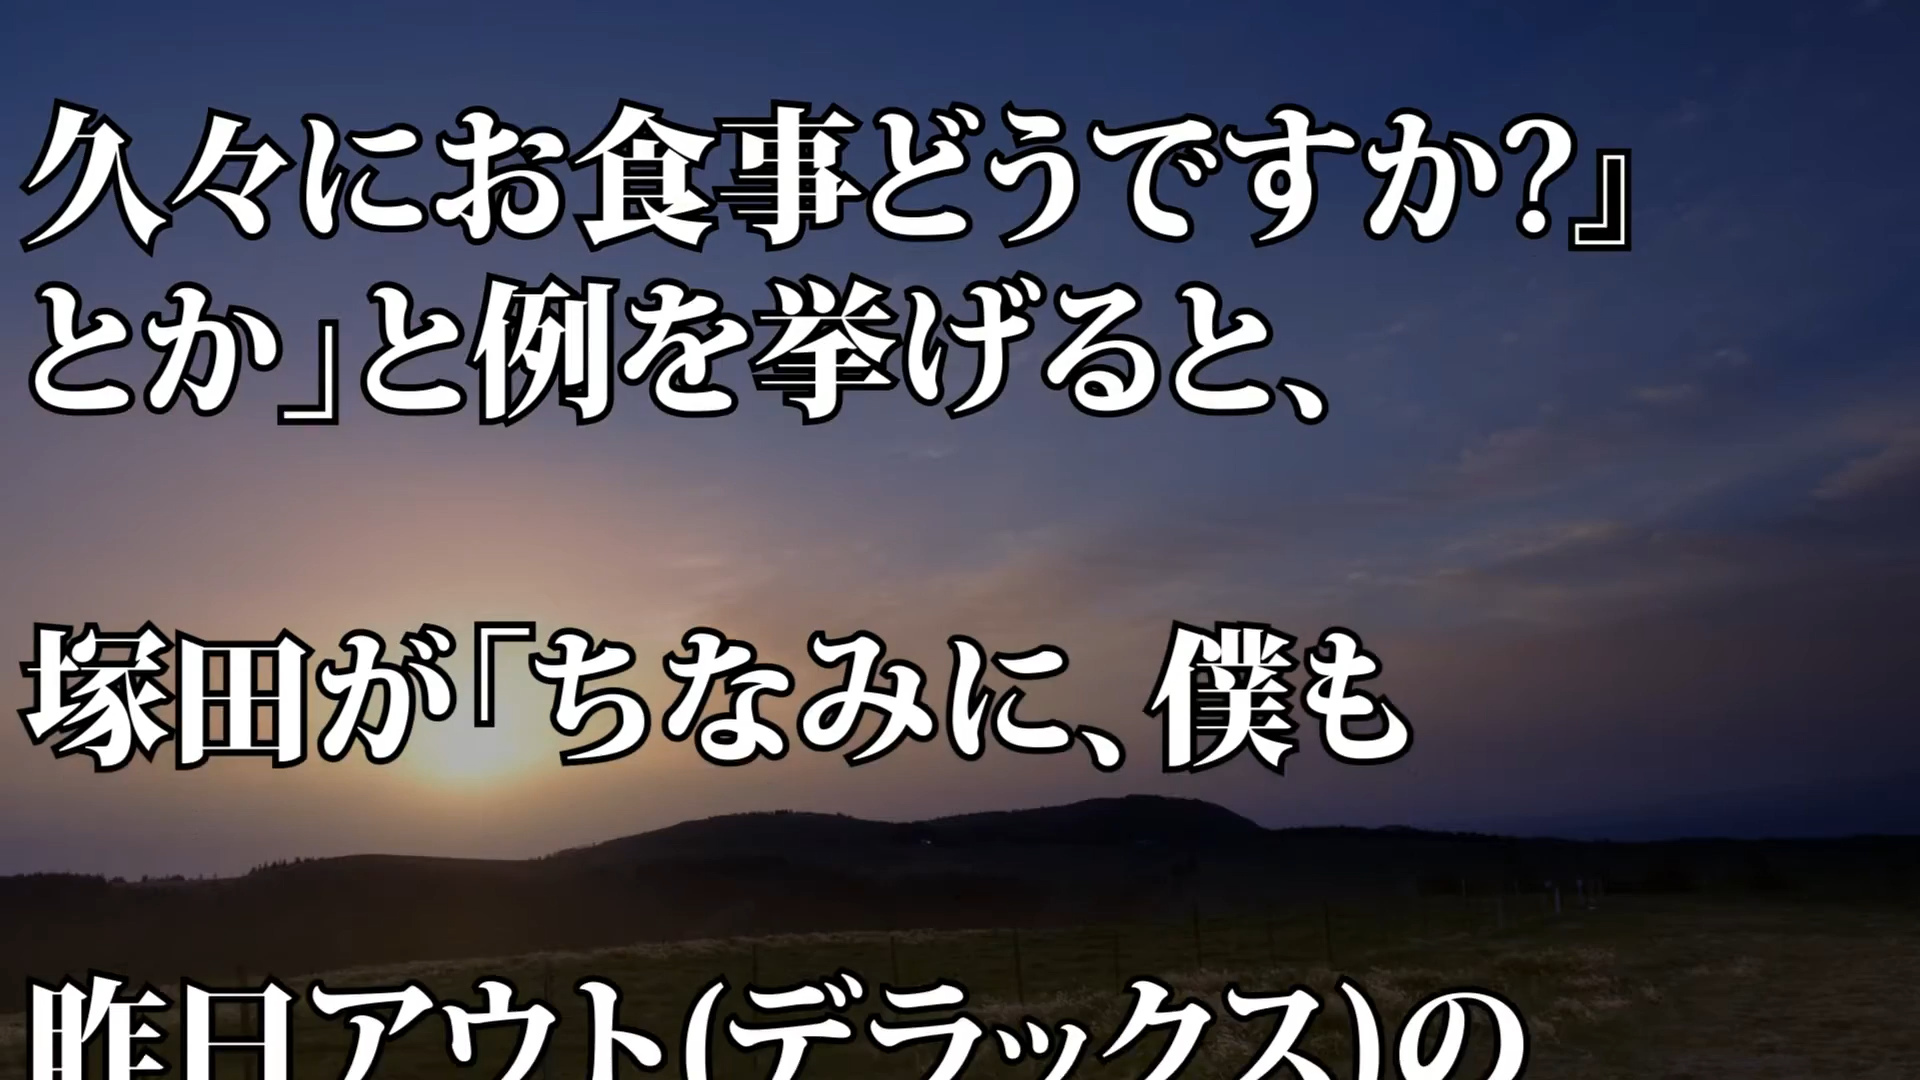 久々にお食事どうですか?』
とか」と例を挙げると、
塚田が「ちなみに、僕も
昨日アウト(デラックス)の